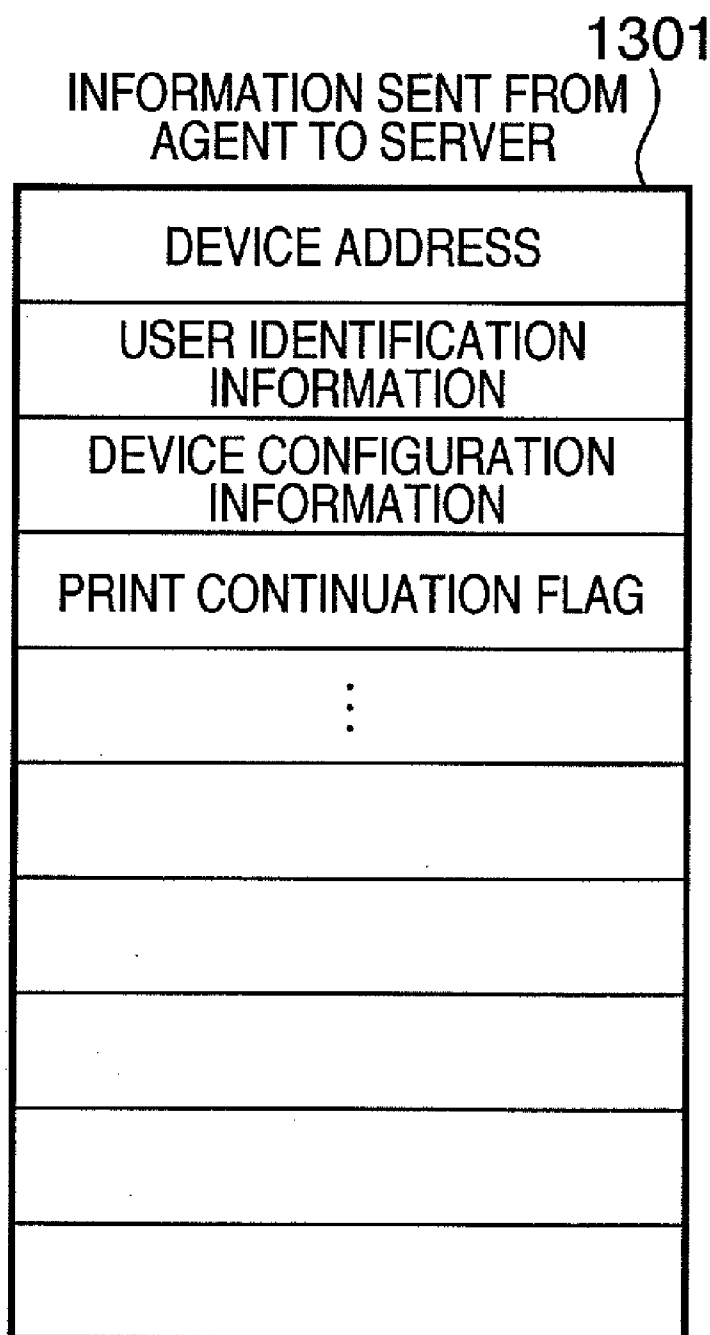 1301
INFORMATION SENT FROM
AGENT TO SERVER
DEVICE ADDRESS
USER IDENTIFICATION
INFORMATION
DEVICE CONFIGURATION
INFORMATION
PRINT CONTINUATION FLAG
⋮